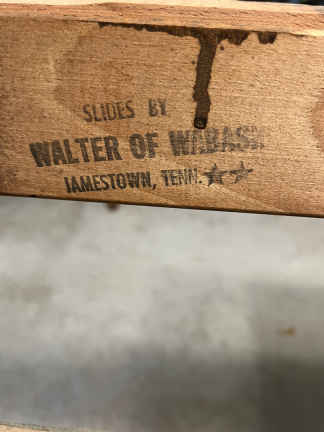 SLIDES BY
WALTER OF WABASH
JAMESTOWN, TENN.